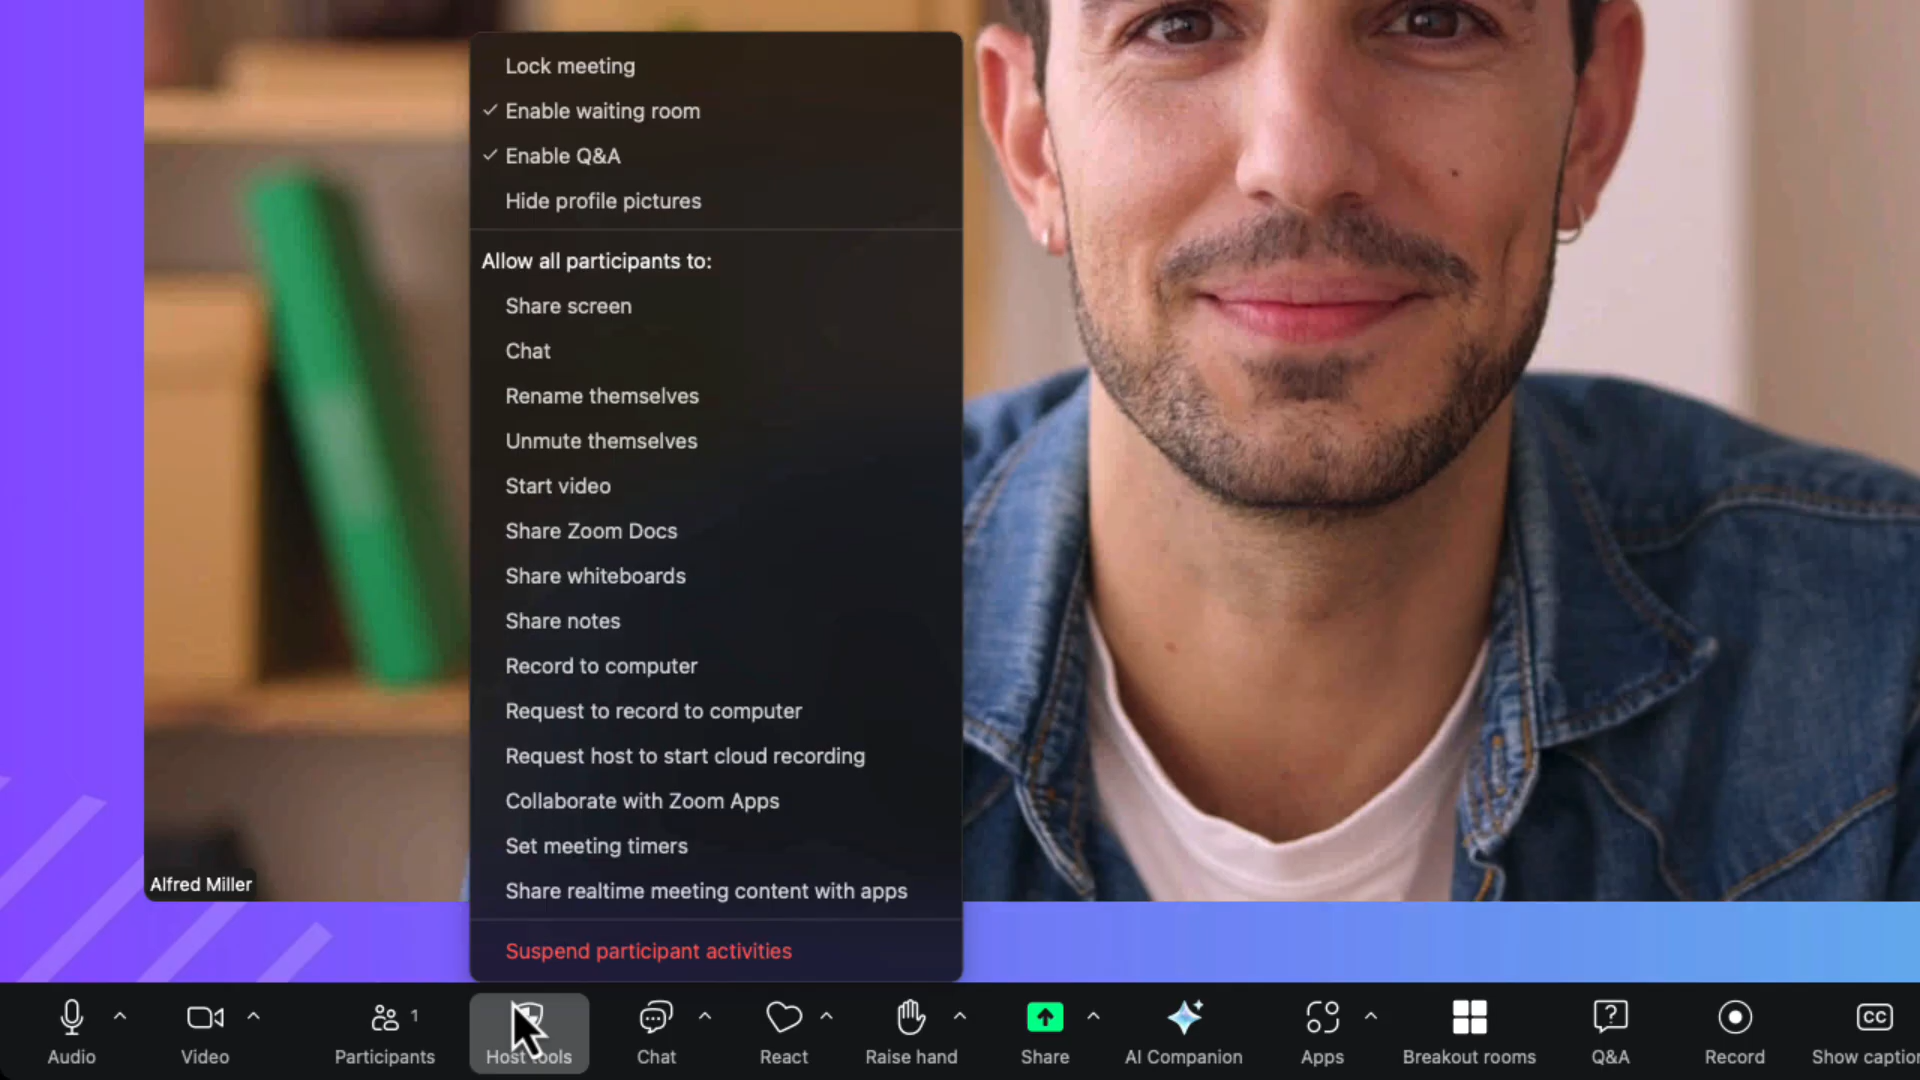 Lock meeting
✓ Enable waiting room
✓ Enable Q&A
Hide profile pictures
Allow all participants to:
Share screen
Chat
Rename themselves
Unmute themselves
Start video
Share Zoom Docs
Share whiteboards
Share notes
Record to computer
Request to record to computer
Request host to start cloud recording
Collaborate with Zoom Apps
Set meeting timers
Share realtime meeting content with apps
Suspend participant activities
Alfred Miller
1
CC
Audio Video Participants Host tools Chat React Raise hand Share AI Companion Apps Breakout rooms Q&A Record Show caption